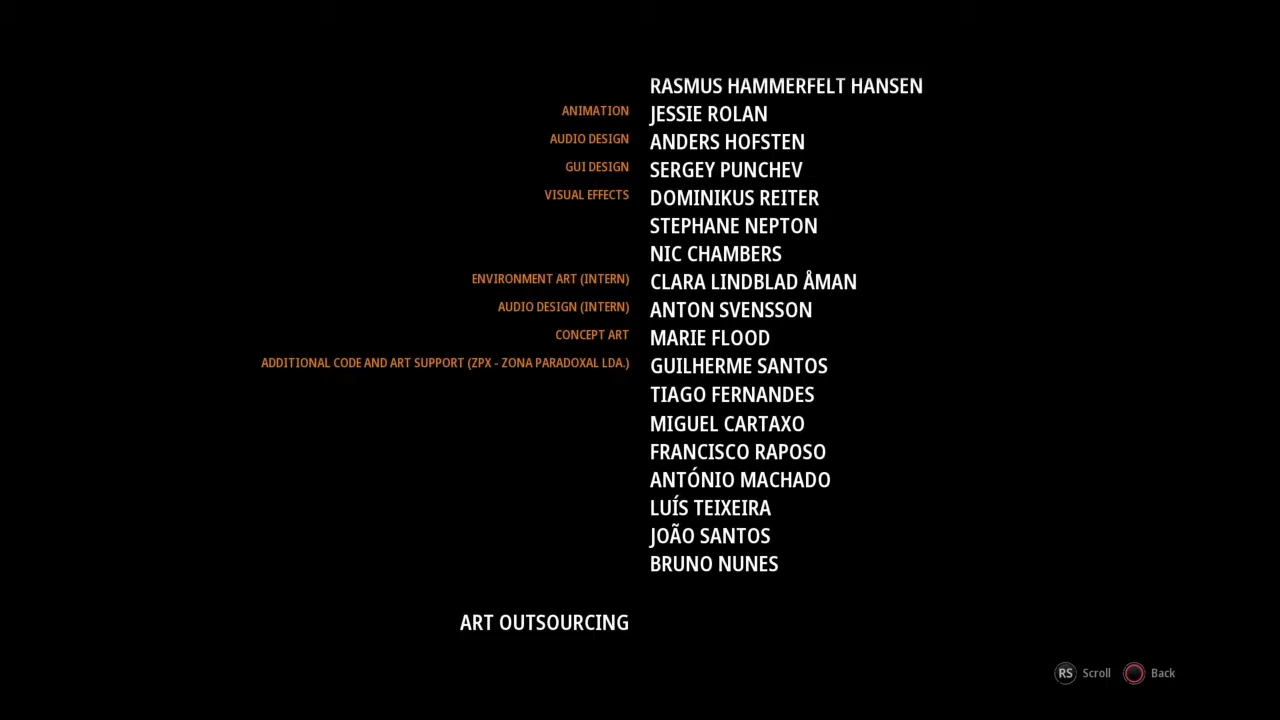 RASMUS HAMMERFELT HANSEN
ANIMATION JESSIE ROLAN
AUDIO DESIGN ANDERS HOFSTEN
GUI DESIGN SERGEY PUNCHEV
VISUAL EFFECTS DOMINIKUS REITER
STEPHANE NEPTON
NIC CHAMBERS
ENVIRONMENT ART (INTERN) CLARA LINDBLAD ÅMAN
AUDIO DESIGN (INTERN) ANTON SVENSSON
CONCEPT ART MARIE FLOOD
ADDITIONAL CODE AND ART SUPPORT (ZPX - ZONA PARADOXAL LDA.) GUILHERME SANTOS
TIAGO FERNANDES
MIGUEL CARTAXO
FRANCISCO RAPOSO
ANTÓNIO MACHADO
LUÍS TEIXEIRA
JOÃO SANTOS
BRUNO NUNES
ART OUTSOURCING
RS Scroll Back